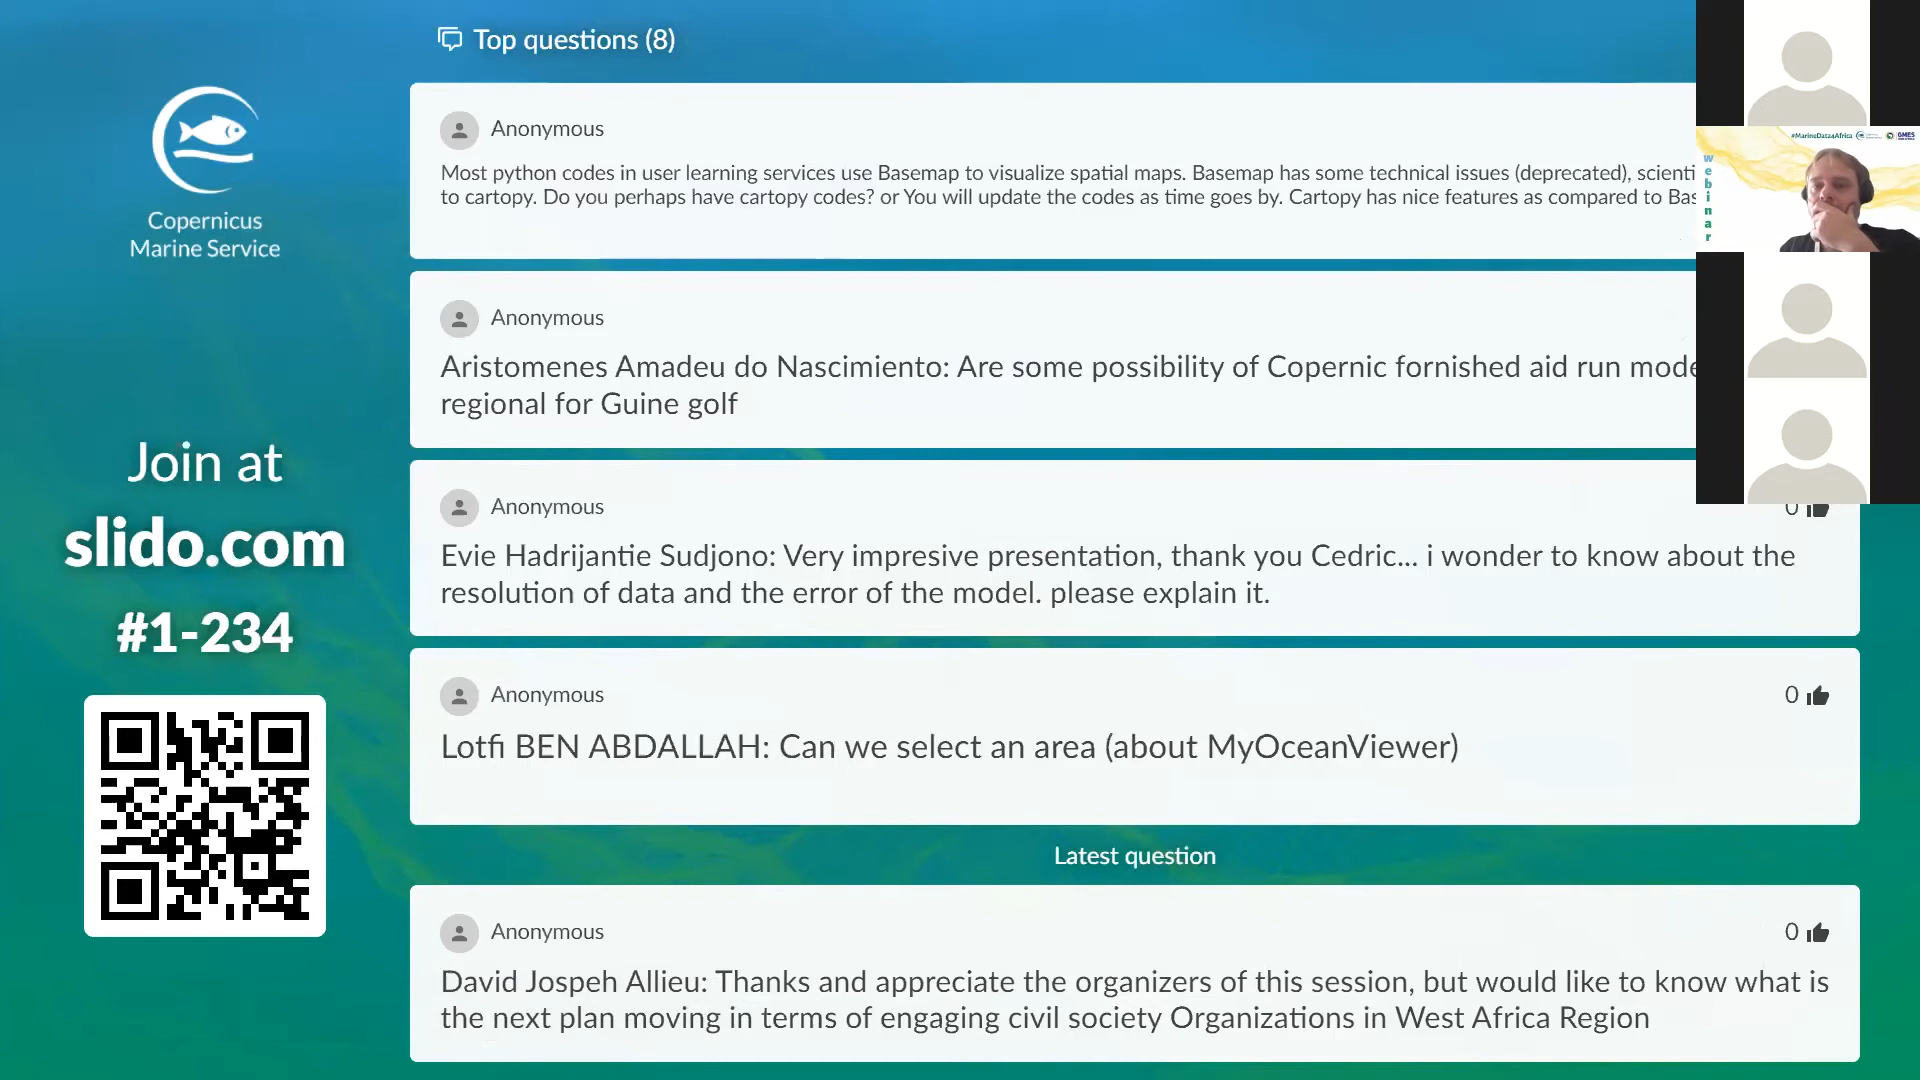 Top questions (8)
Copernicus
Marine Service
Join at
slido.com
#1-234
Anonymous
Most python codes in user learning services use Basemap to visualize spatial maps. Basemap has some technical issues (deprecated),
to cartopy. Do you perhaps have cartopy codes? or You will update the codes as time goes by. Cartopy has nice features as compared to
Anonymous
Aristomenes Amadeu do Nascimiento: Are some possibility of Copernic fornished aid run
regional for Guine golf
Anonymous
0
Evie Hadrijantie Sudjono: Very impresive presentation, thank you Cedric... i wonder to know about the
resolution of data and the error of the model. please explain it.
Anonymous
0
Lotfi BEN ABDALLAH: Can we select an area (about MyOceanViewer)
Latest question
Anonymous
0
David Jospeh Allieu: Thanks and appreciate the organizers of this session, but would like to know what is
the next plan moving in terms of engaging civil society Organizations in West Africa Region
#MarineData4Africa
GMES
webinar